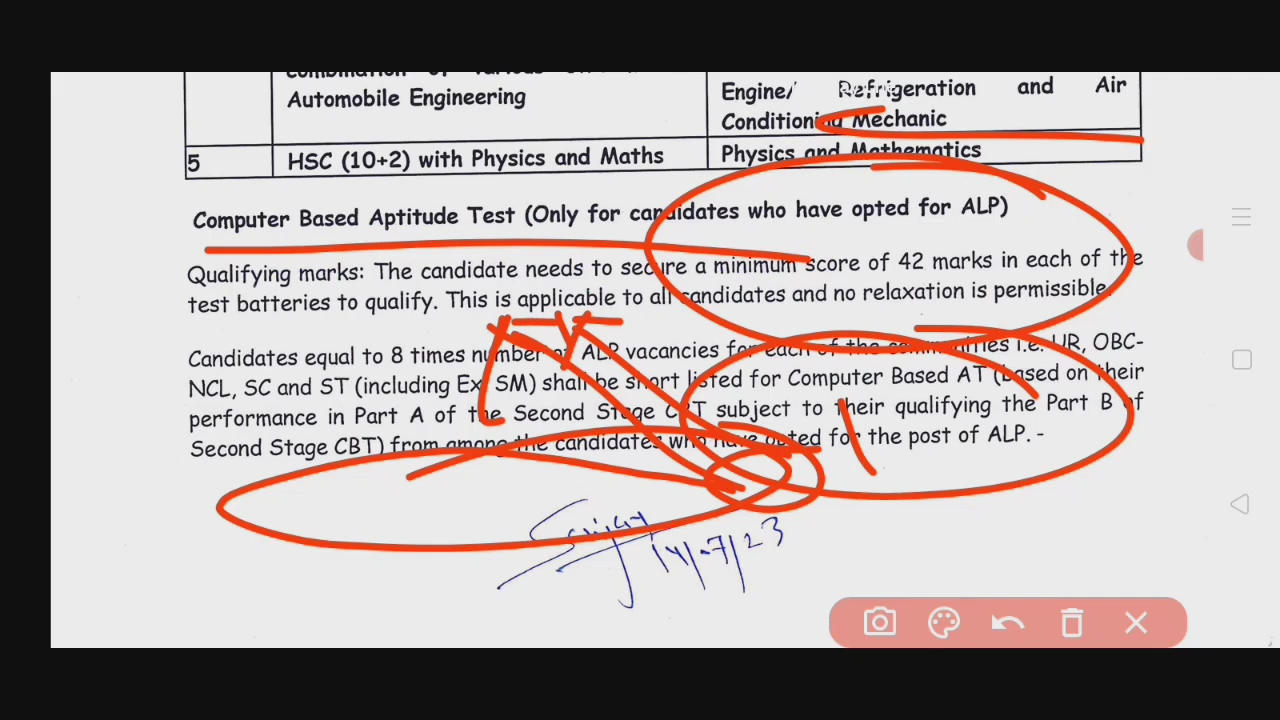 Automobile Engineering
Engine/ Refrigeration and Air
Conditioning Mechanic
5 HSC (10+2) with Physics and Maths Physics and Mathematics
Computer Based Aptitude Test (Only for candidates who have opted for ALP)
Qualifying marks: The candidate needs to secure a minimum score of 42 marks in each of the
test batteries to qualify. This is applicable to all candidates and no relaxation is permissible.
Candidates equal to 8 times number of ALP vacancies for each of the communities i.e. UR, OBC-
NCL, SC and ST (including Ex SM) shall be short listed for Computer Based AT (based on their
performance in Part A of the Second Stage CBT subject to their qualifying the Part B of
Second Stage CBT) from among the candidates who have opted for the post of ALP. -
14/07/23